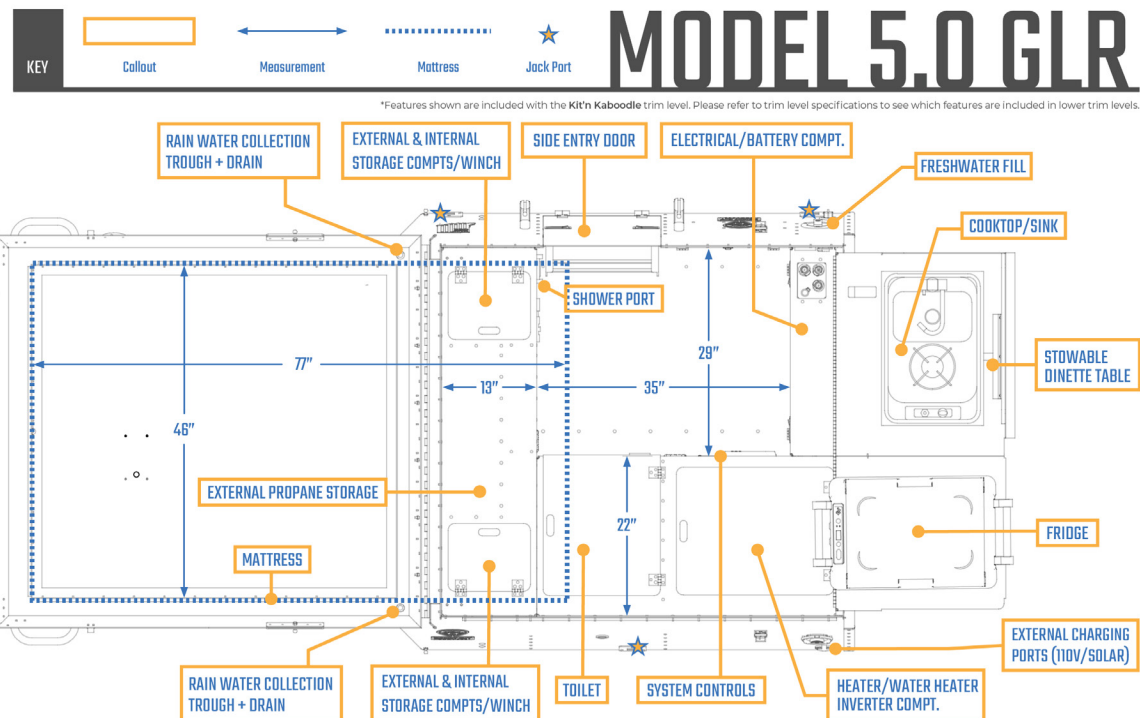 KEY
Callout
Measurement
Mattress
Jack Port
MODEL 5.0 GLR
*Features shown are included with the Kit'n Kaboodle trim level. Please refer to trim level specifications to see which features are included in lower trim levels.
RAIN WATER COLLECTION
TROUGH + DRAIN
EXTERNAL & INTERNAL
STORAGE COMPTS/WINCH
SIDE ENTRY DOOR
ELECTRICAL/BATTERY COMPT.
FRESHWATER FILL
COOKTOP/SINK
SHOWER PORT
STOWABLE
DINETTE TABLE
77"
13"
35"
29"
46"
EXTERNAL PROPANE STORAGE
22"
FRIDGE
MATTRESS
EXTERNAL CHARGING
PORTS (110V/SOLAR)
RAIN WATER COLLECTION
TROUGH + DRAIN
EXTERNAL & INTERNAL
STORAGE COMPTS/WINCH
TOILET
SYSTEM CONTROLS
HEATER/WATER HEATER
INVERTER COMPT.